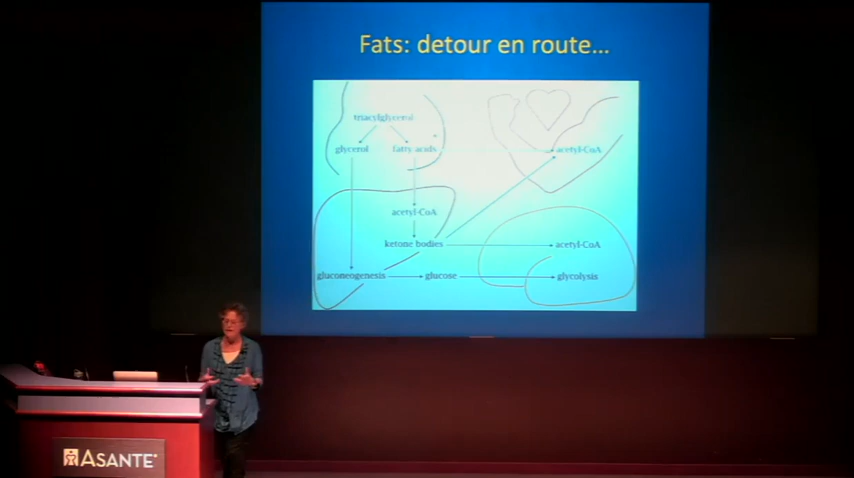 Fats: detour en route...
triacylglycerol
glycerol fatty acids acetyl-CoA
acetyl-CoA
ketone bodies acetyl-CoA
gluconeogenesis glucose glycolysis
ASANTE